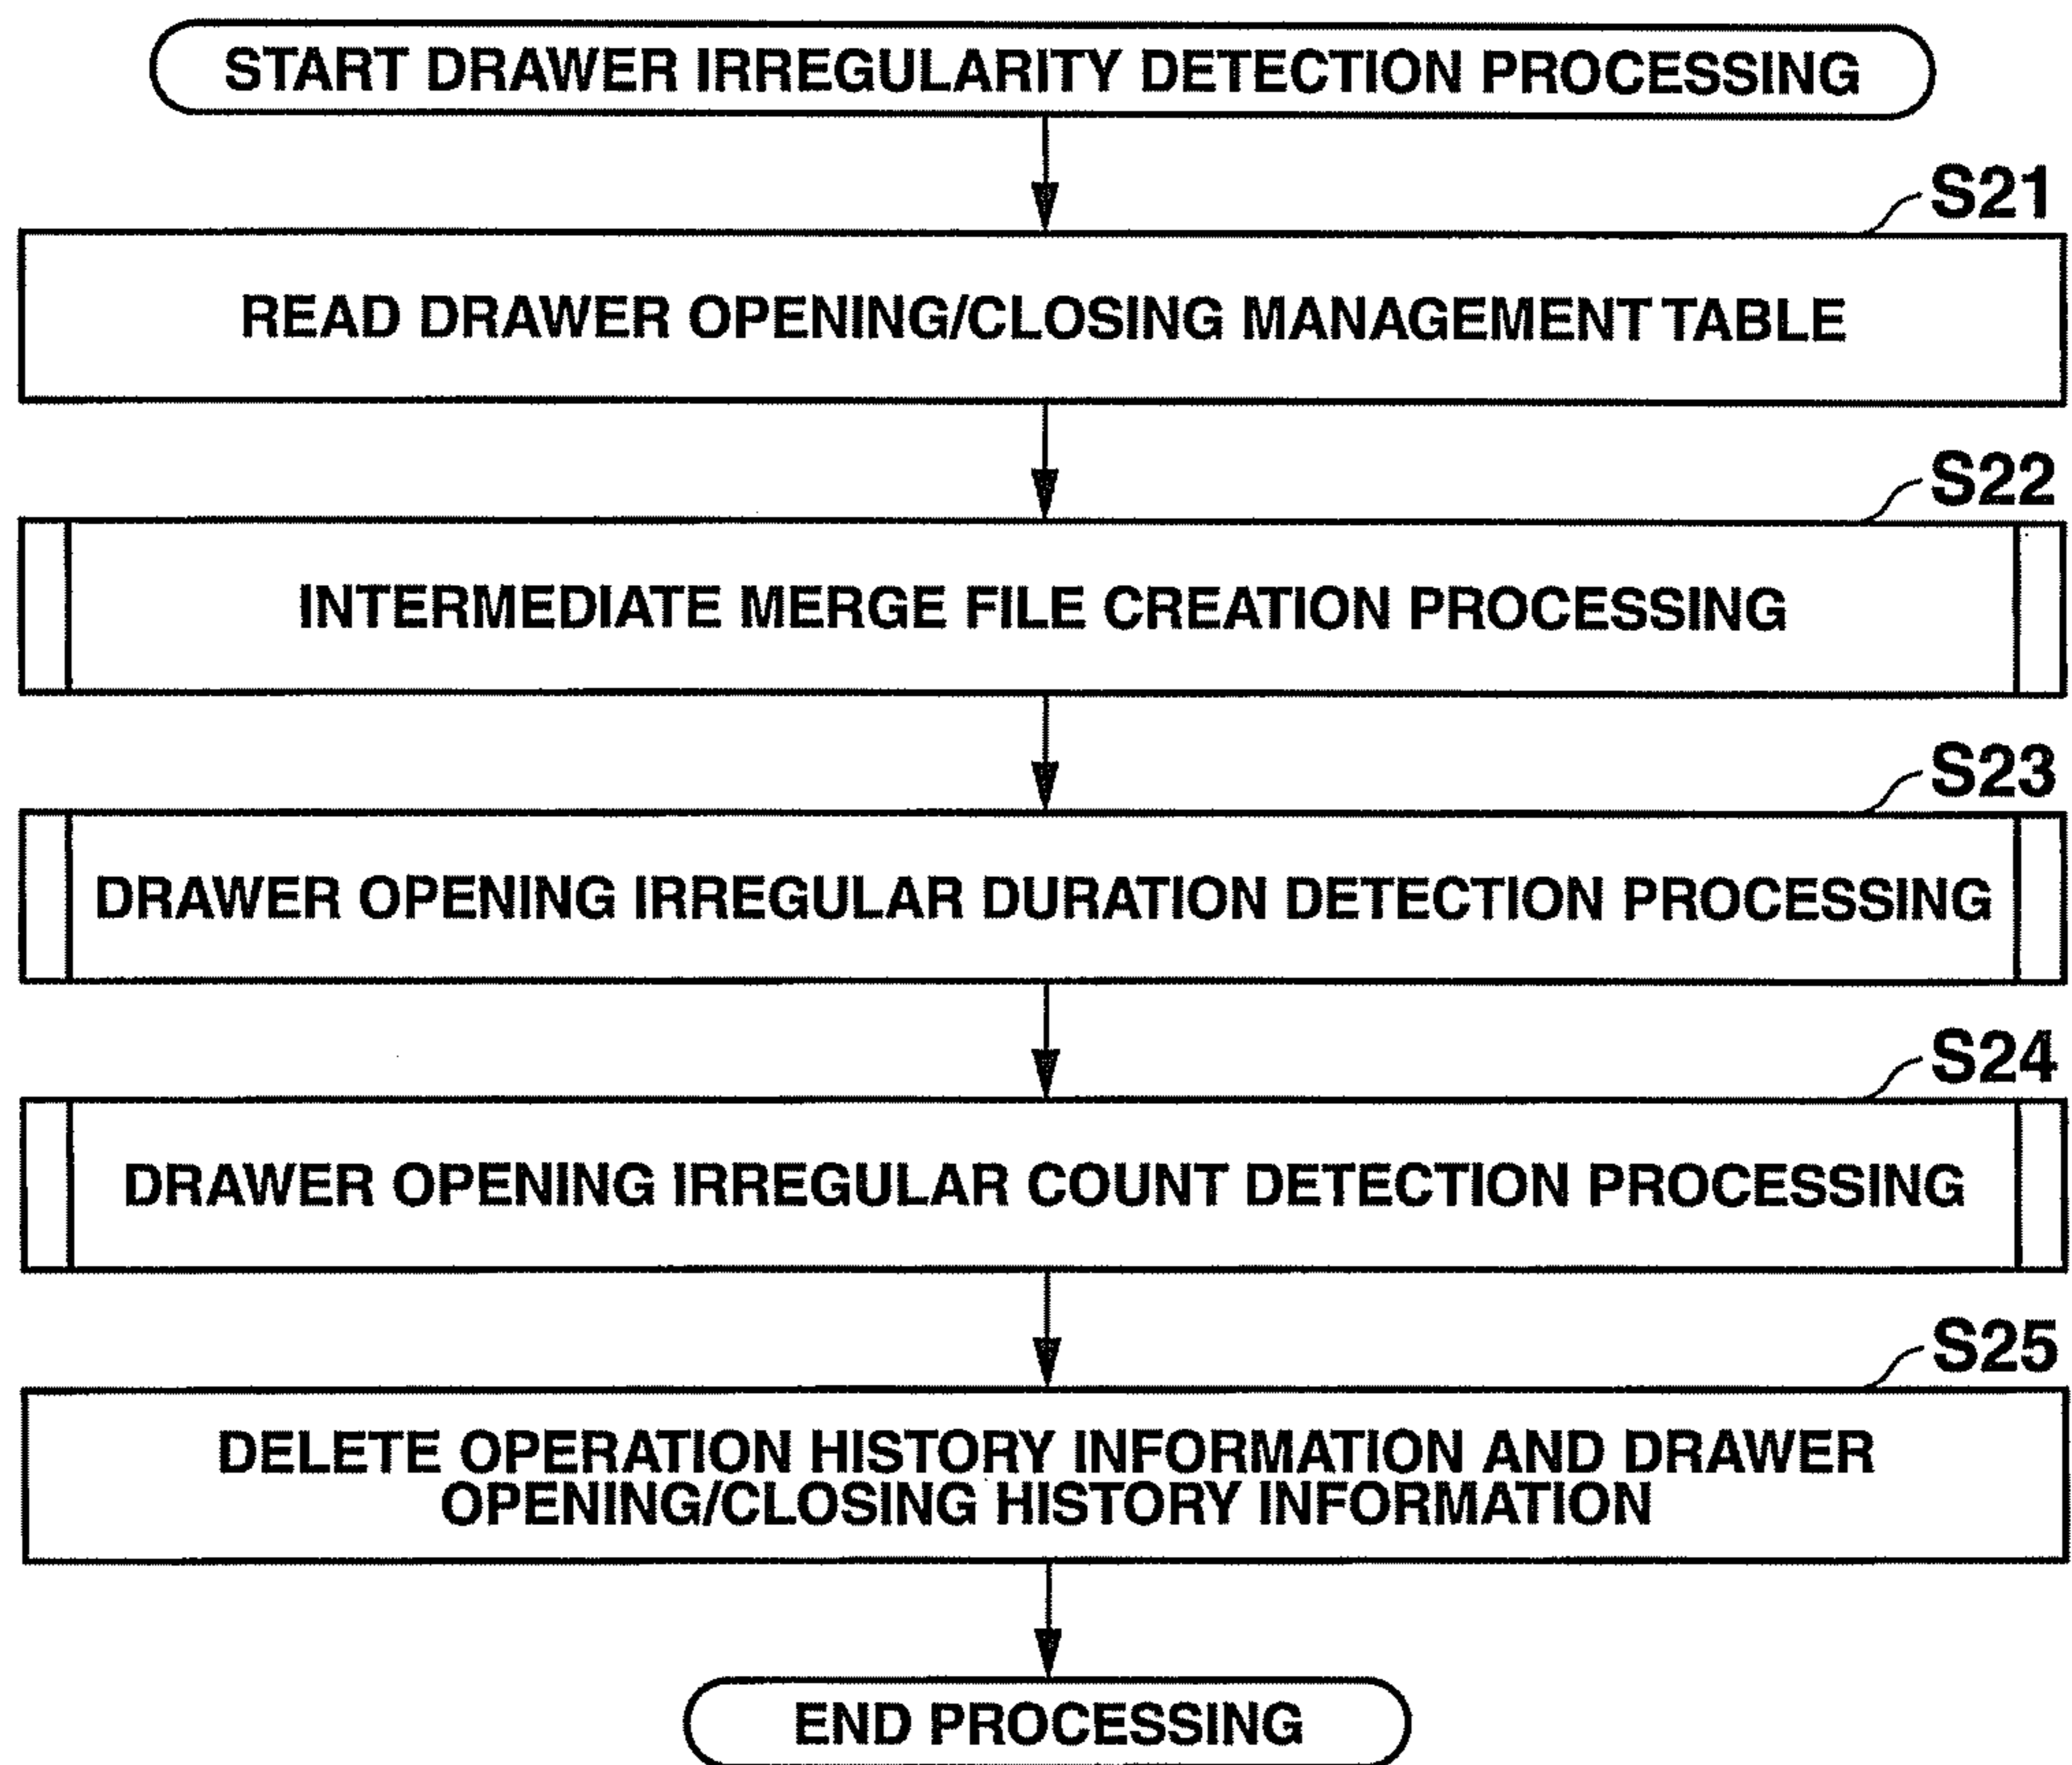 START DRAWER IRREGULARITY DETECTION PROCESSING
S21
READ DRAWER OPENING/CLOSING MANAGEMENT TABLE
S22
INTERMEDIATE MERGE FILE CREATION PROCESSING
S23
DRAWER OPENING IRREGULAR DURATION DETECTION PROCESSING
S24
DRAWER OPENING IRREGULAR COUNT DETECTION PROCESSING
S25
DELETE OPERATION HISTORY INFORMATION AND DRAWER
OPENING/CLOSING HISTORY INFORMATION
END PROCESSING